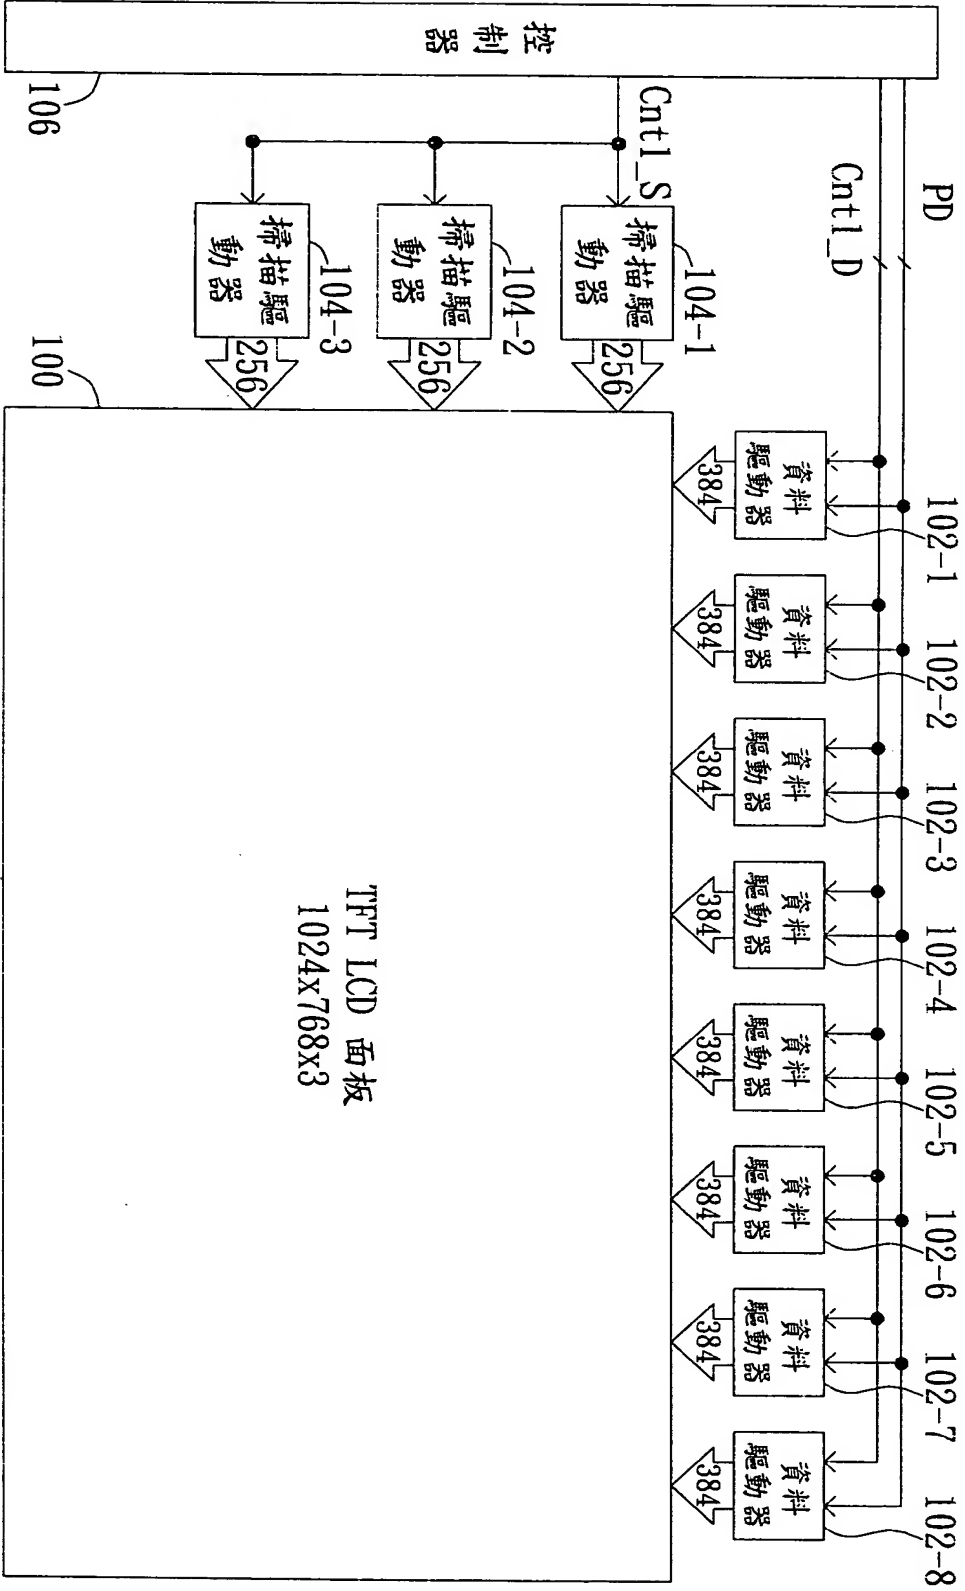 控制器
106
PD
Cntl_D
Cntl_S
掃描驅
動器
104-1
256
掃描驅
動器
104-2
256
掃描驅
動器
104-3
256
100
資料
驅動器
102-1
384
資料
驅動器
102-2
384
資料
驅動器
102-3
384
資料
驅動器
102-4
384
資料
驅動器
102-5
384
資料
驅動器
102-6
384
資料
驅動器
102-7
384
資料
驅動器
102-8
384
TFT LCD 面板
1024x768x3